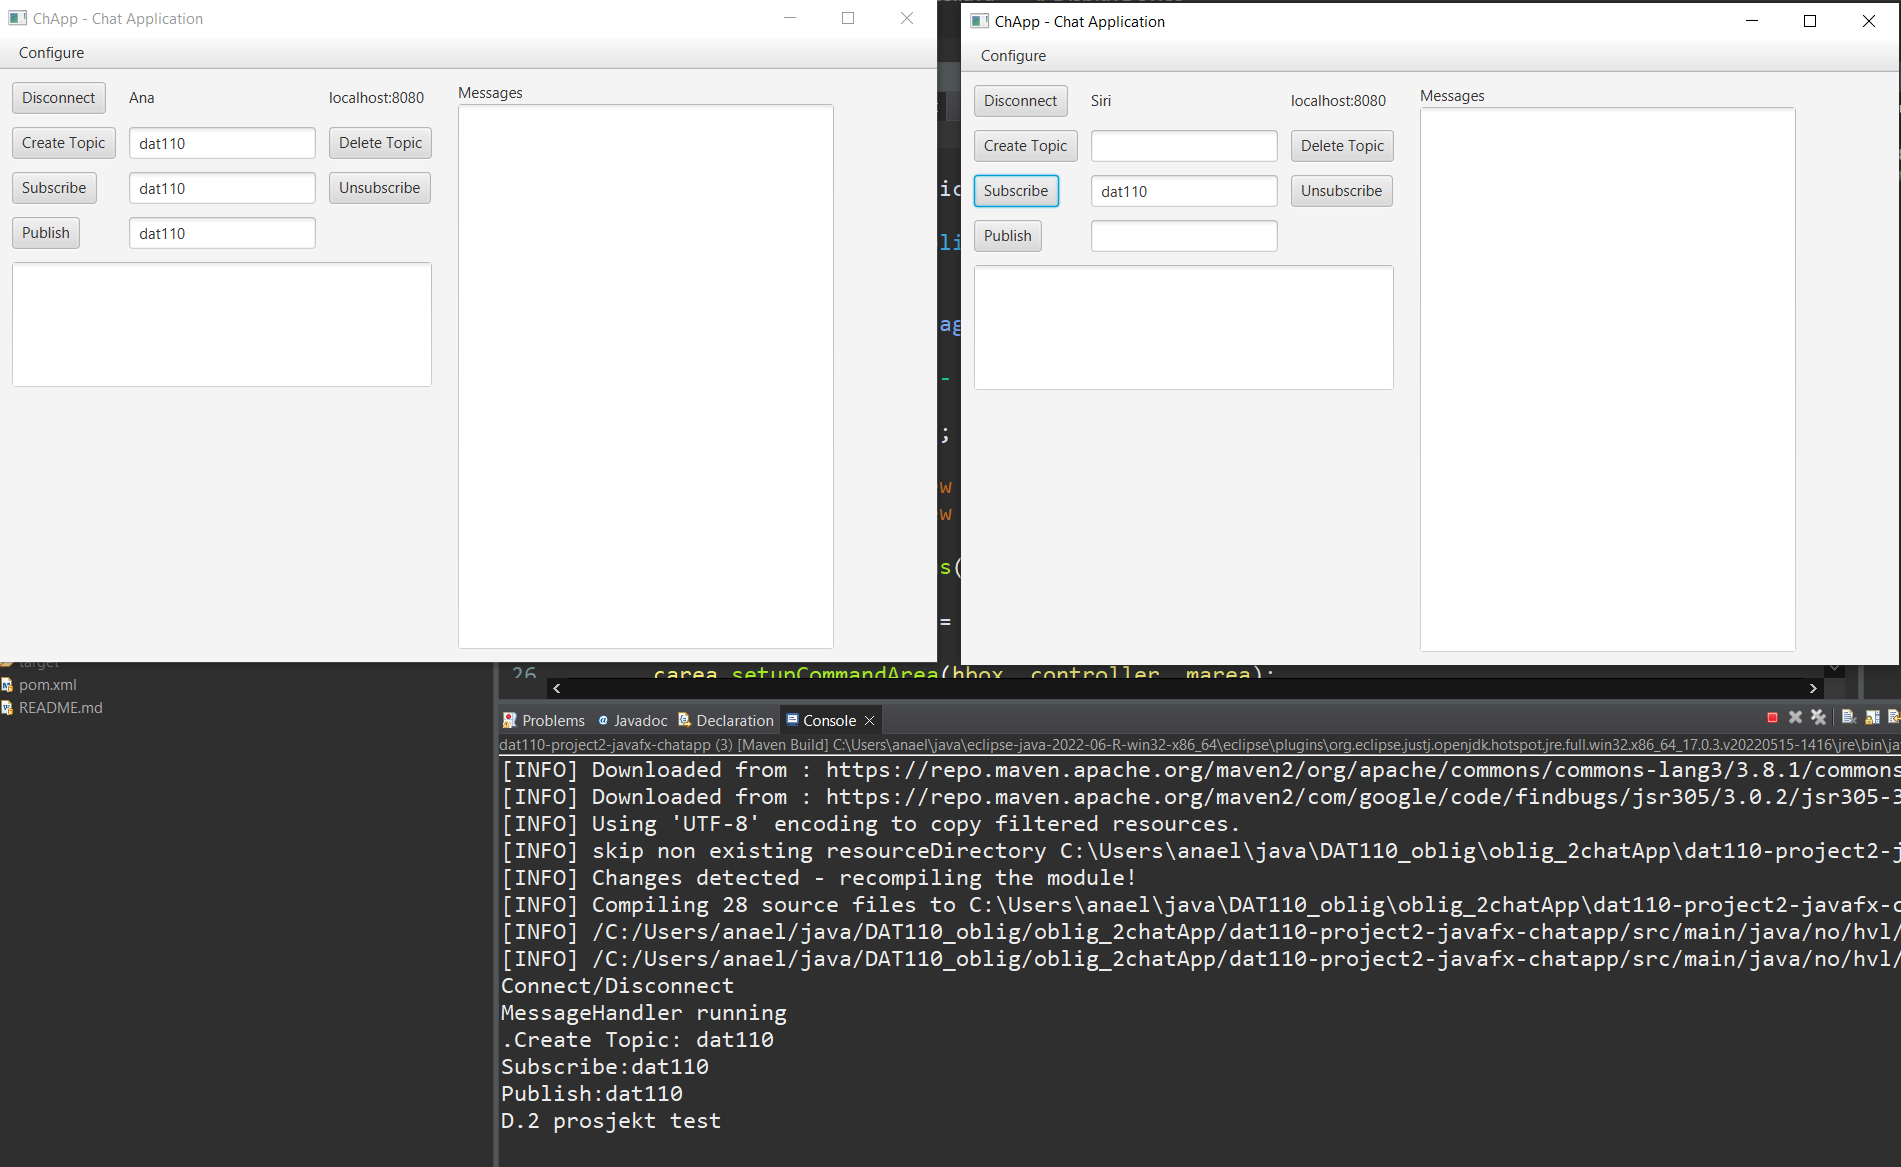 ChApp - Chat Application
Configure
Disconnect Ana localhost:8080 Messages
Create Topic dat110 Delete Topic
Subscribe dat110 Unsubscribe
Publish dat110
ChApp - Chat Application
Configure
Disconnect Siri localhost:8080 Messages
Create Topic Delete Topic
Subscribe dat110 Unsubscribe
Publish
target
pom.xml
README.md
26 carea.setupCommandArea(hbox, controller, marea);
Problems Javadoc Declaration Console
dat110-project2-javafx-chatapp (3) [Maven Build] C:\Users\anael\java\eclipse-java-2022-06-R-win32-x86_64\eclipse\plugins\org.eclipse.justj.openjdk.hotspot.jre.full.win32.x86_64_17.0.3.v20220515-1416\jre\bin\jav
[INFO] Downloaded from : https://repo.maven.apache.org/maven2/org/apache/commons/commons-lang3/3.8.1/commons
[INFO] Downloaded from : https://repo.maven.apache.org/maven2/com/google/code/findbugs/jsr305/3.0.2/jsr305-3
[INFO] Using 'UTF-8' encoding to copy filtered resources.
[INFO] skip non existing resourceDirectory C:\Users\anael\java\DAT110_oblig\oblig_2chatApp\dat110-project2-j
[INFO] Changes detected - recompiling the module!
[INFO] Compiling 28 source files to C:\Users\anael\java\DAT110_oblig\oblig_2chatApp\dat110-project2-javafx-c
[INFO] /C:/Users/anael/java/DAT110_oblig/oblig_2chatApp/dat110-project2-javafx-chatapp/src/main/java/no/hvl/
[INFO] /C:/Users/anael/java/DAT110_oblig/oblig_2chatApp/dat110-project2-javafx-chatapp/src/main/java/no/hvl/
Connect/Disconnect
MessageHandler running
.Create Topic: dat110
Subscribe:dat110
Publish:dat110
D.2 prosjekt test